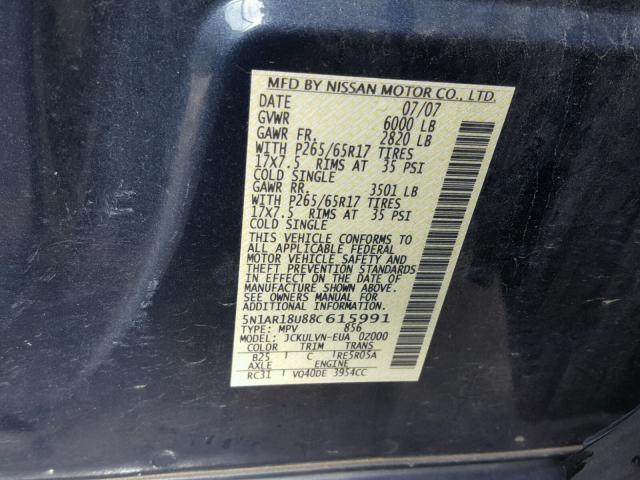 MFD BY NISSAN MOTOR CO., LTD.
DATE 07/07
GVWR 6000 LB
GAWR FR. 2820 LB
WITH P265/65R17 TIRES
17X7.5 RIMS AT 35 PSI
COLD SINGLE
GAWR RR. 3501 LB
WITH P265/65R17 TIRES
17X7.5 RIMS AT 35 PSI
COLD SINGLE
THIS VEHICLE CONFORMS TO
ALL APPLICABLE FEDERAL
MOTOR VEHICLE SAFETY AND
THEFT PREVENTION STANDARDS
IN EFFECT ON THE DATE OF
MANUFACTURE SHOWN ABOVE.
SEE OWNERS MANUAL AND
ADDITIONAL INFORMATION.
5N1AR18U88C615991
TYPE: MPV 856
MODEL: JCKULVN-EUA 0Z000
COLOR TRIM TRANS
B25 C RE5R05A
AXLE ENGINE
RC31 VQ40DE 3954CC